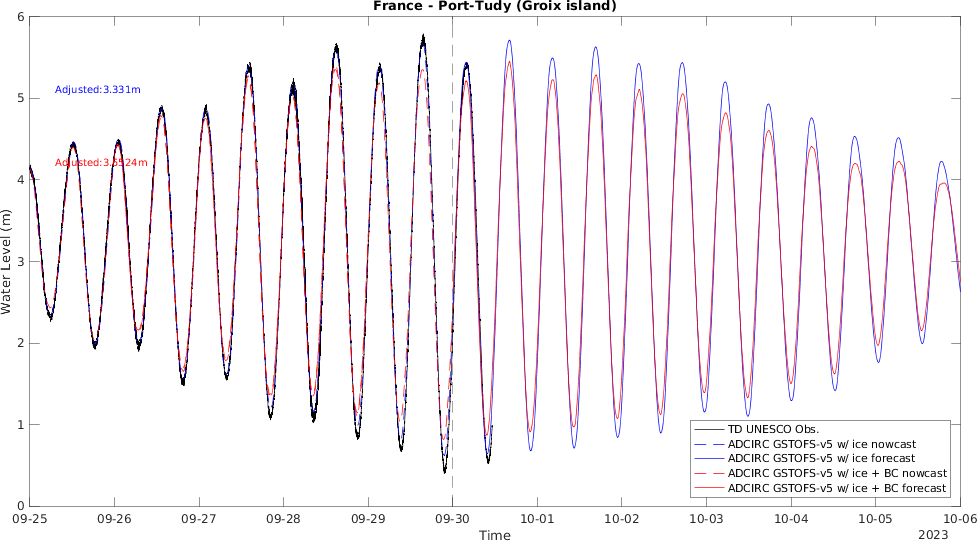 France - Port-Tudy (Groix island)
6
5
4
3
2
1
0
Water Level (m)
Adjusted:3.331m
Adjusted:3.5524m
TD UNESCO Obs.
ADCIRC GSTOFS-v5 w/ ice nowcast
ADCIRC GSTOFS-v5 w/ ice forecast
ADCIRC GSTOFS-v5 w/ ice + BC nowcast
ADCIRC GSTOFS-v5 w/ ice + BC forecast
09-25 09-26 09-27 09-28 09-29 09-30 10-01 10-02 10-03 10-04 10-05 10-06
Time
2023